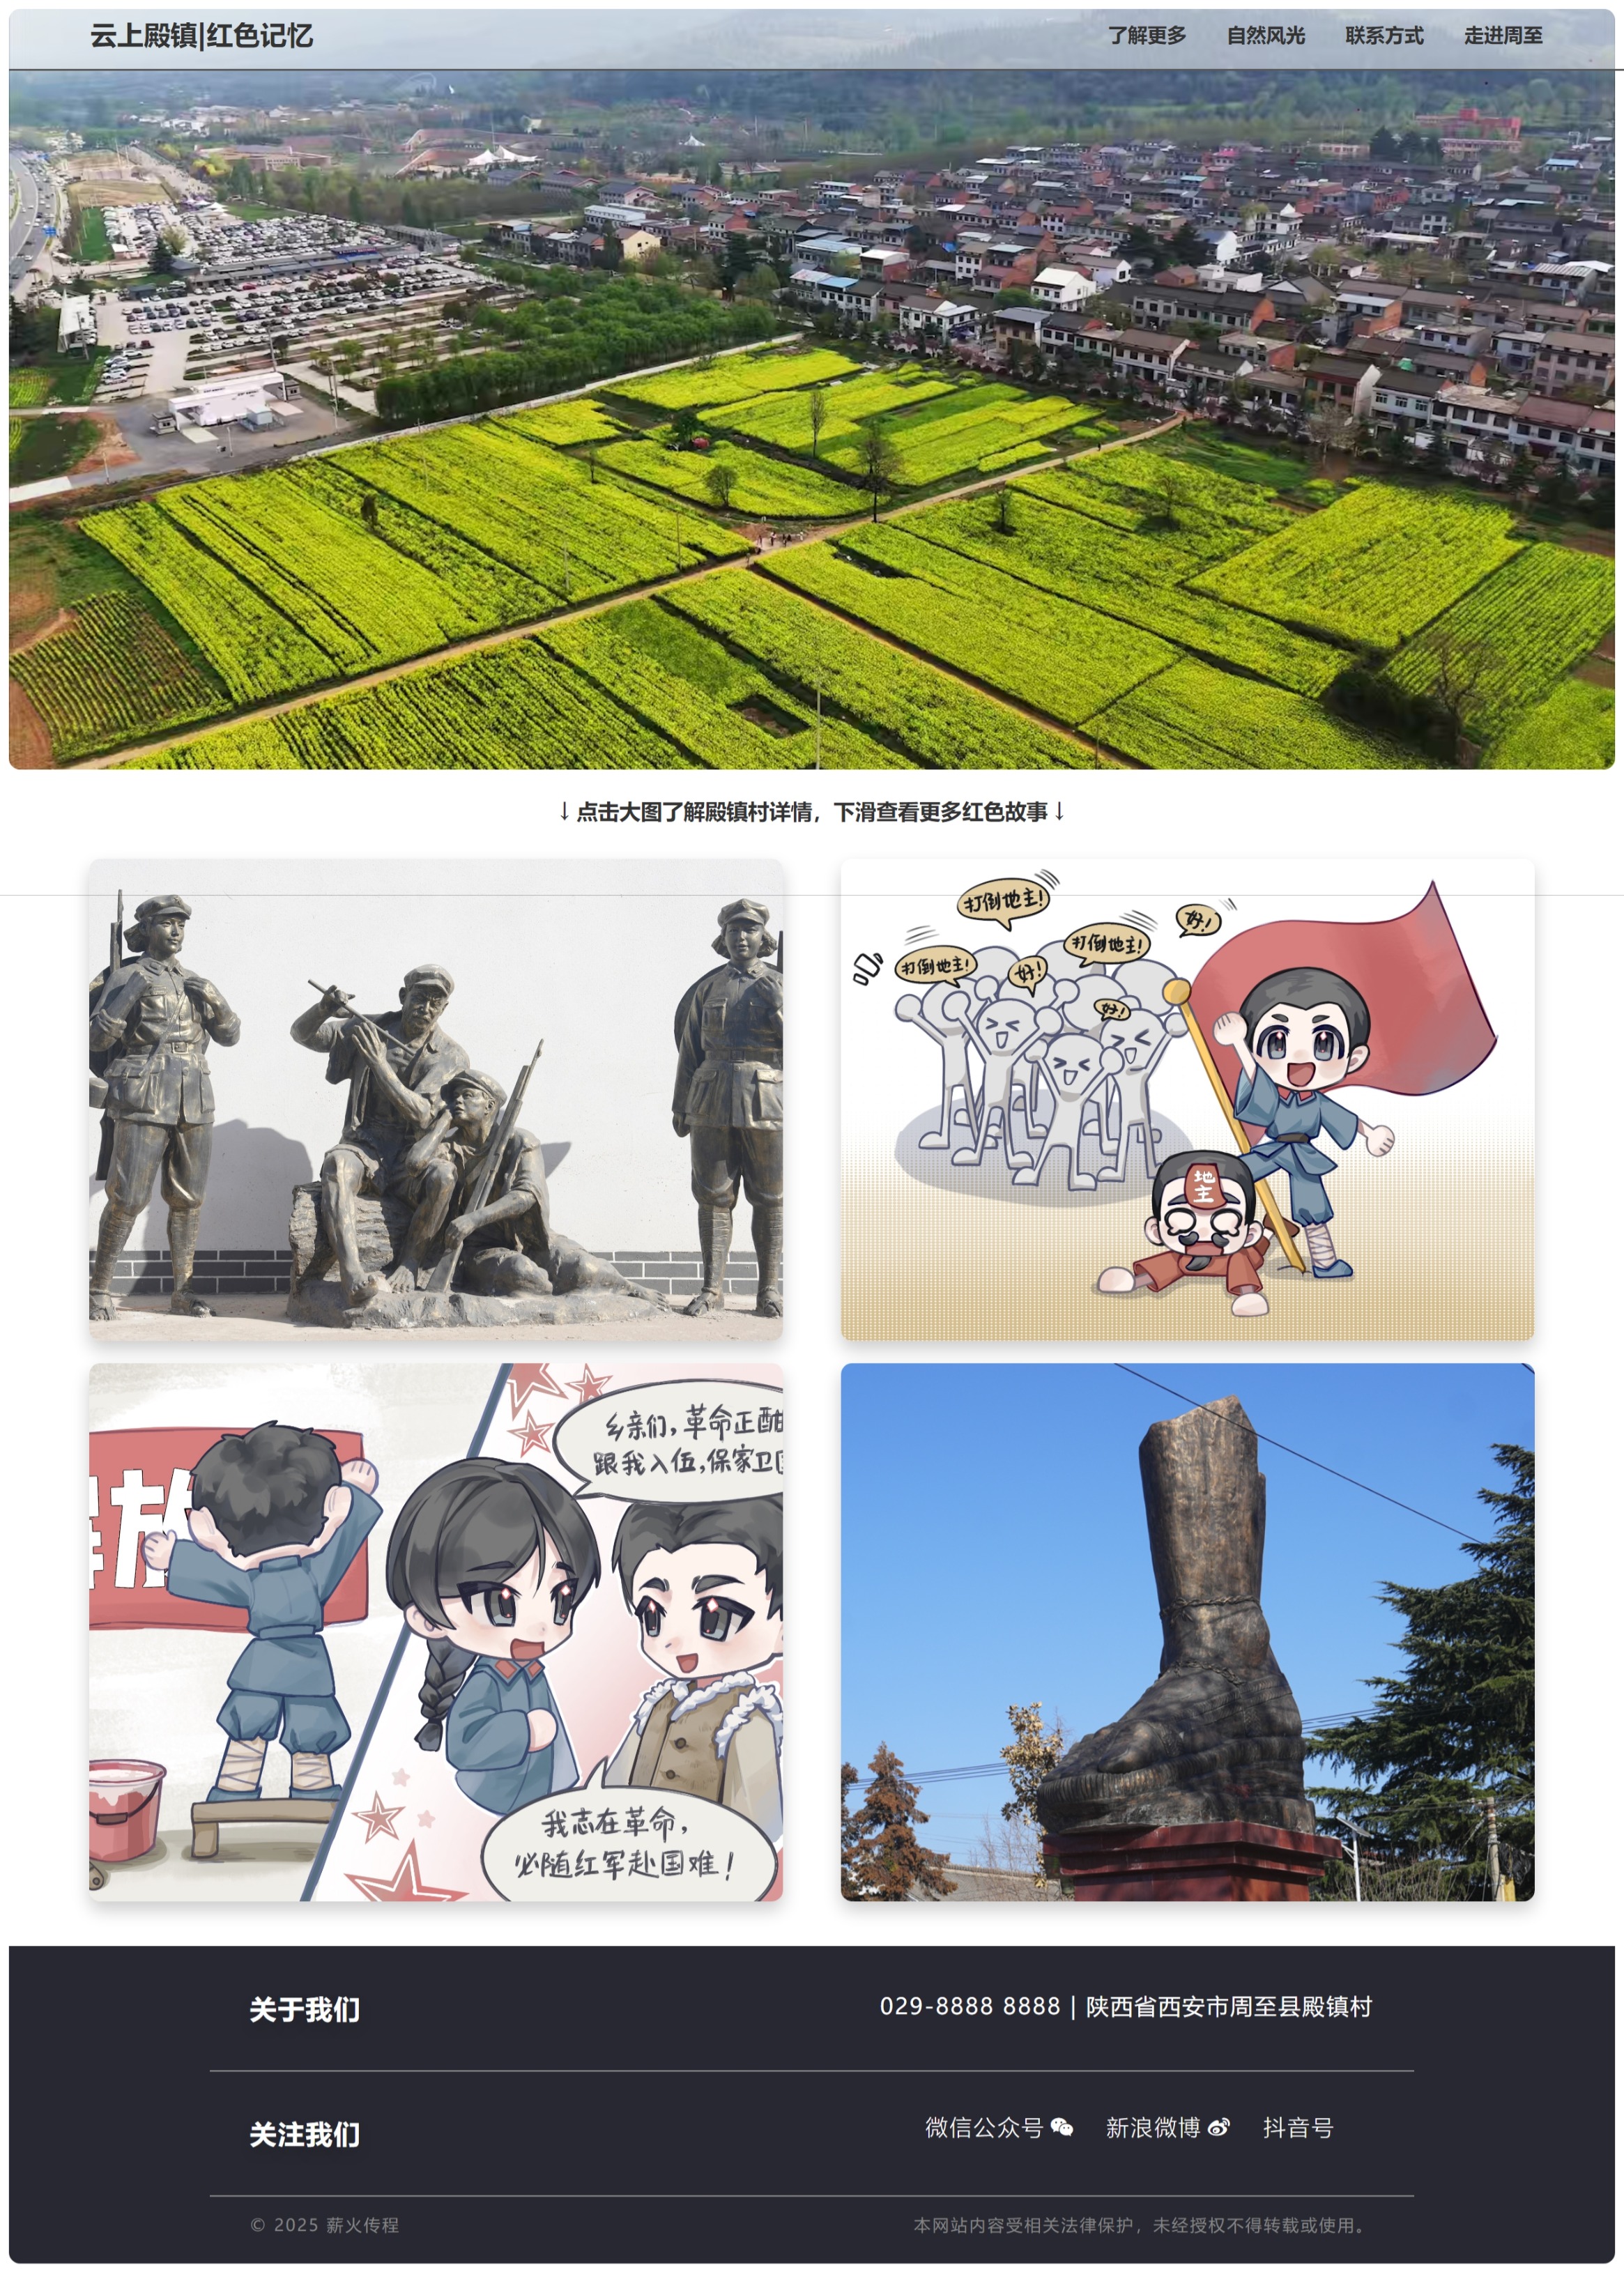 云上殿镇|红色记忆
了解更多 自然风光 联系方式 走进周至
↓点击大图了解殿镇村详情，下滑查看更多红色故事↓
打倒地主!
好!
打倒地主!
打倒地主!
好!
好!
地
主
放
乡亲们,革命正酣
跟我入伍,保家卫国
我志在革命,
必随红军赴国难!
关于我们
029-8888 8888 | 陕西省西安市周至县殿镇村
关注我们
微信公众号 新浪微博 抖音号
© 2025 薪火传程
本网站内容受相关法律保护，未经授权不得转载或使用。